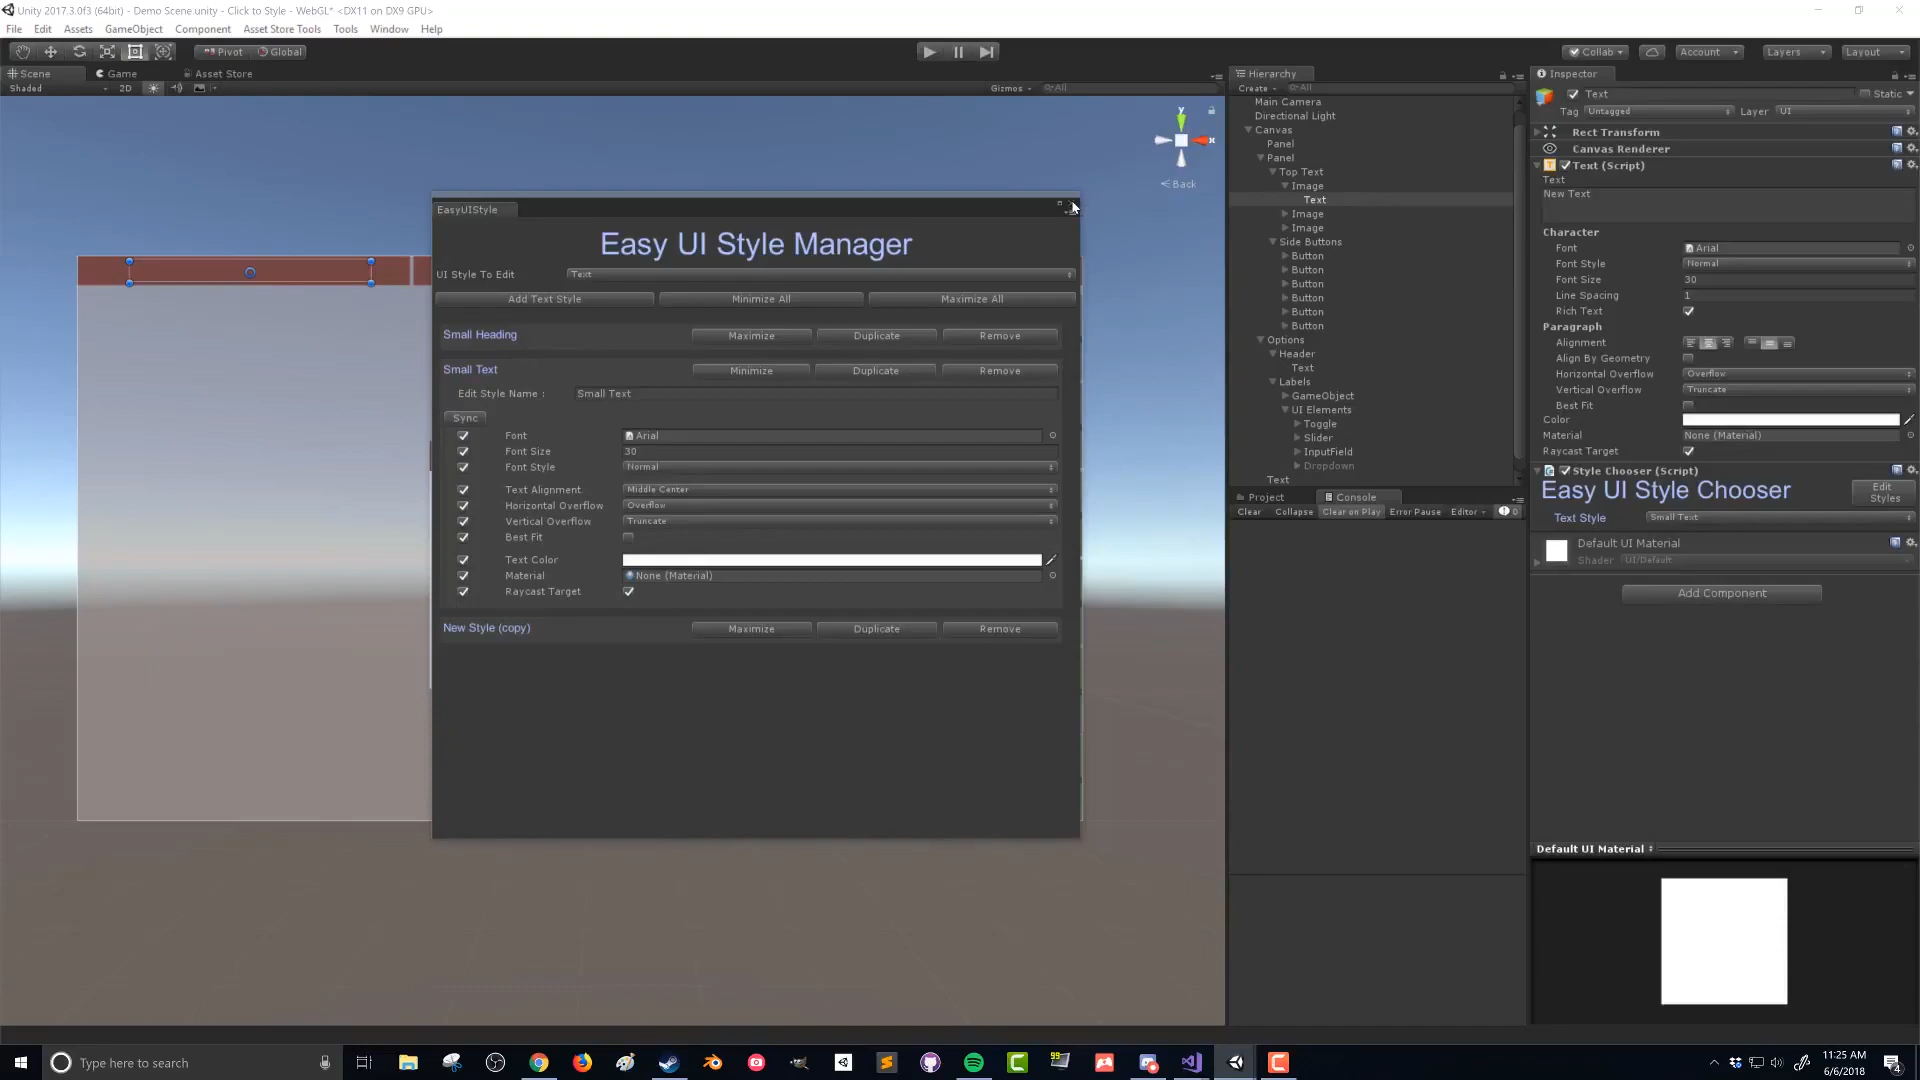 Unity 2017.3.0f3 (64bit) - Demo Scene.unity - Click to Style - WebGL* <DX11 on DX9 GPU>
File Edit Assets GameObject Component Asset Store Tools Tools Window Help
Pivot Global Collab Account Layers Layout
Scene Game Asset Store
Shaded 2D Gizmos All
y
x
Back
EasyUIStyle
Easy UI Style Manager
UI Style To Edit Text
Add Text Style Minimize All Maximize All
Small Heading Maximize Duplicate Remove
Small Text Minimize Duplicate Remove
Edit Style Name : Small Text
Sync
Font Arial
Font Size 30
Font Style Normal
Text Alignment Middle Center
Horizontal Overflow Overflow
Vertical Overflow Truncate
Best Fit
Text Color
Material None (Material)
Raycast Target
New Style (copy) Maximize Duplicate Remove
Hierarchy
Create All
Main Camera
Directional Light
Canvas
Panel
Panel
Top Text
Image
Text
Image
Image
Side Buttons
Button
Button
Button
Button
Button
Button
Options
Header
Text
Labels
GameObject
UI Elements
Toggle
Slider
InputField
Dropdown
Text
Project Console
Clear Collapse Clear on Play Error Pause Editor 0
Inspector
Text Static
Tag Untagged Layer UI
Rect Transform
Canvas Renderer
Text (Script)
Text
New Text
Character
Font Arial
Font Style Normal
Font Size 30
Line Spacing 1
Rich Text
Paragraph
Alignment
Align By Geometry
Horizontal Overflow Overflow
Vertical Overflow Truncate
Best Fit
Color
Material None (Material)
Raycast Target
Style Chooser (Script)
Easy UI Style Chooser Edit Styles
Text Style Small Text
Default UI Material
Shader UI/Default
Add Component
Default UI Material
Type here to search
99
11:25 AM
6/6/2018
4